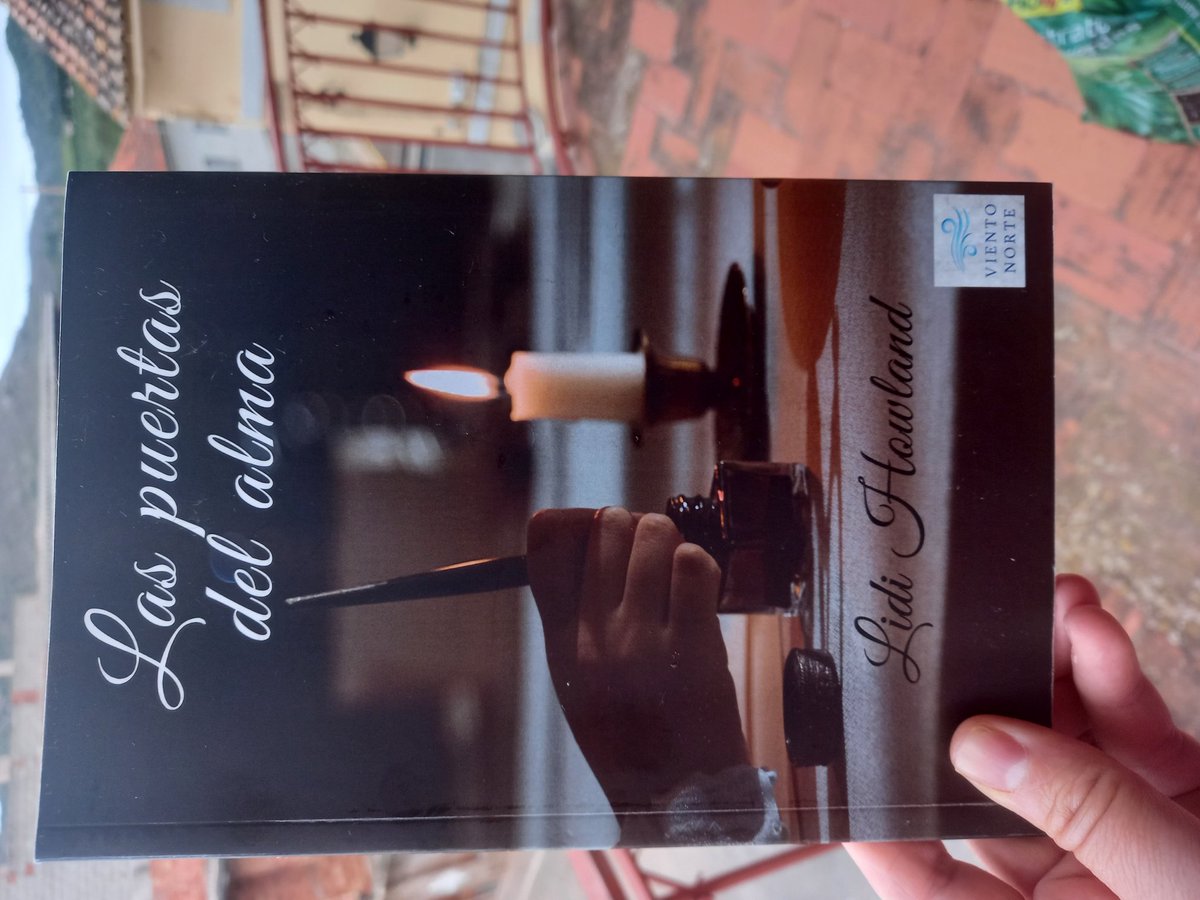 Las puertas
del alma
Lidi Howland
VIENTO
NORTE